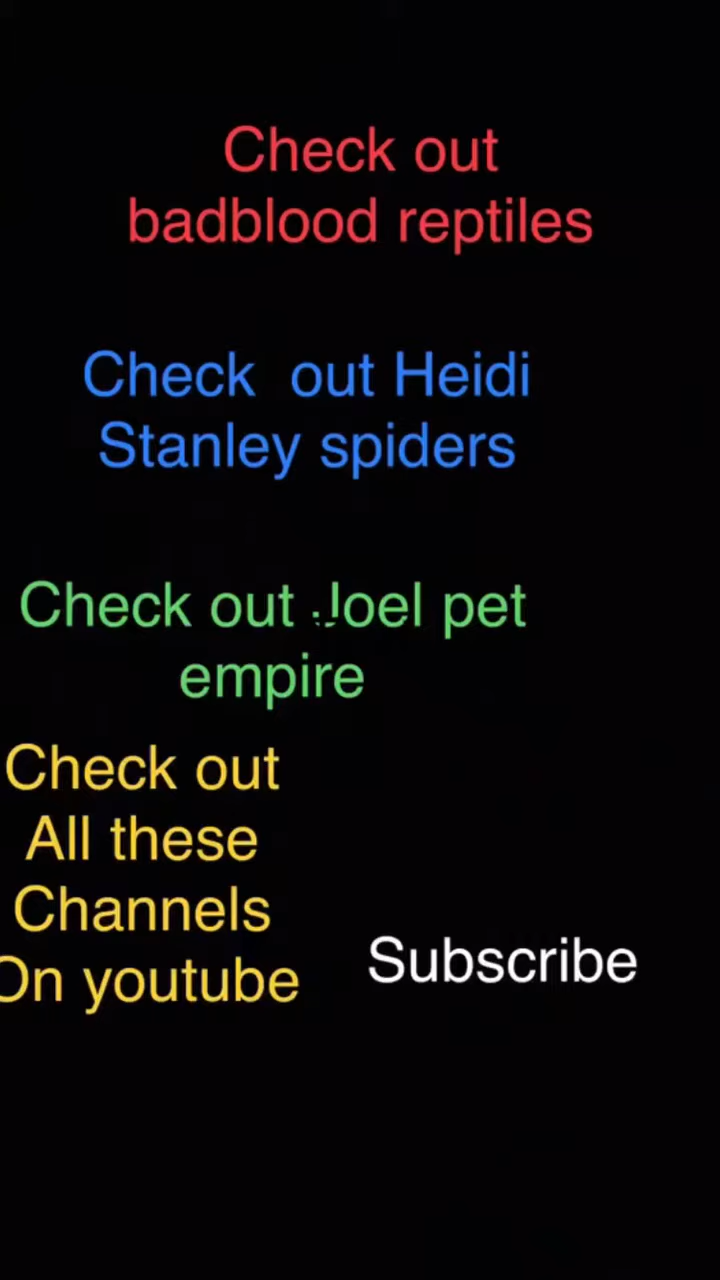 Check out
badblood reptiles
Check  out Heidi
Stanley spiders
Check out Joel pet
empire
Check out
All these
Channels
On youtube
Subscribe